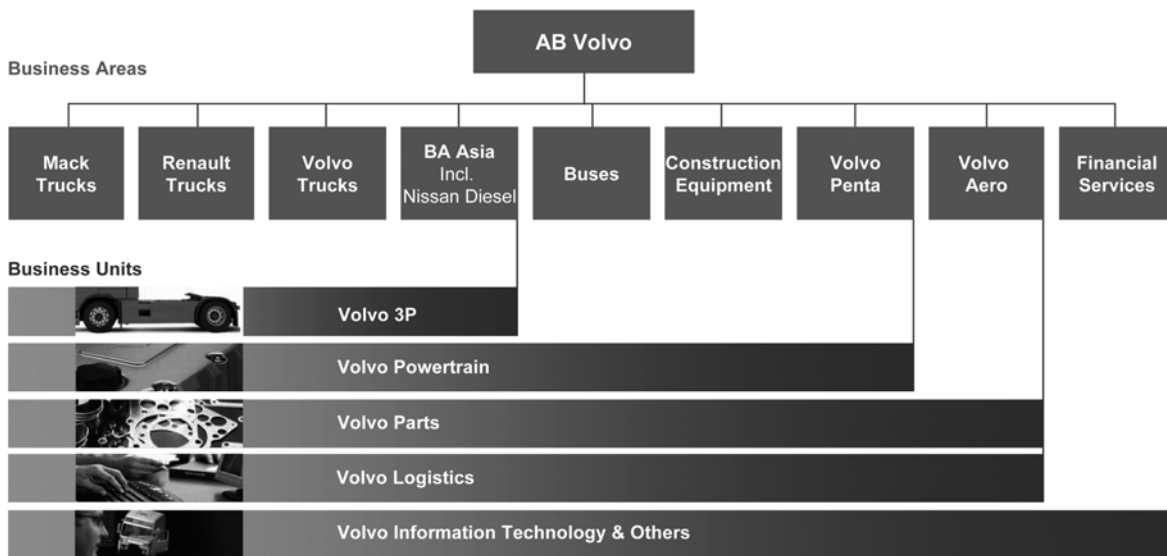 AB Volvo
Business Areas
Mack
Trucks
Renault
Trucks
Volvo
Trucks
BA Asia
Incl.
Nissan Diesel
Buses
Construction
Equipment
Volvo
Penta
Volvo
Aero
Financial
Services
Business Units
Volvo 3P
Volvo Powertrain
Volvo Parts
Volvo Logistics
Volvo Information Technology & Others